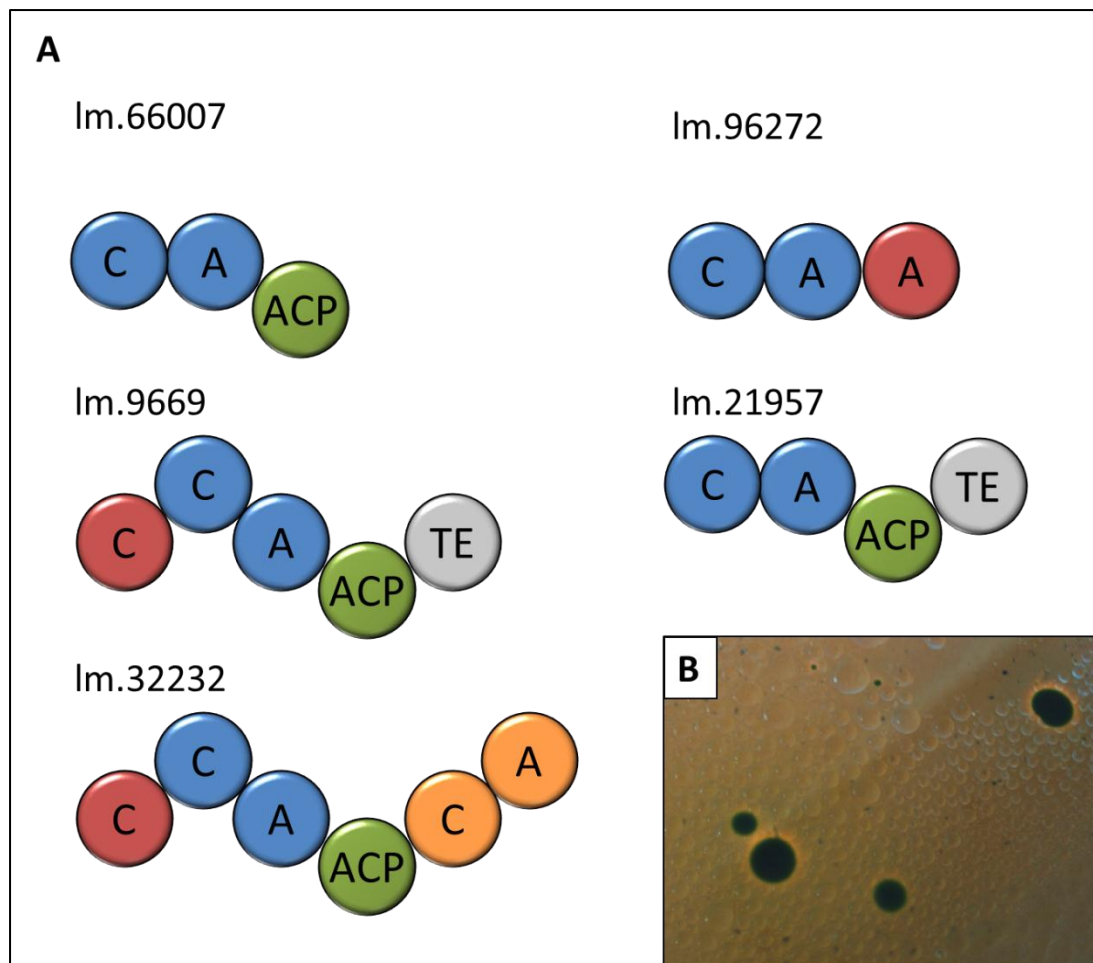 A
lm.66007
C A ACP
lm.96272
C A A
lm.9669
C C A ACP TE
lm.21957
C A ACP TE
lm.32232
C C A ACP C A
B